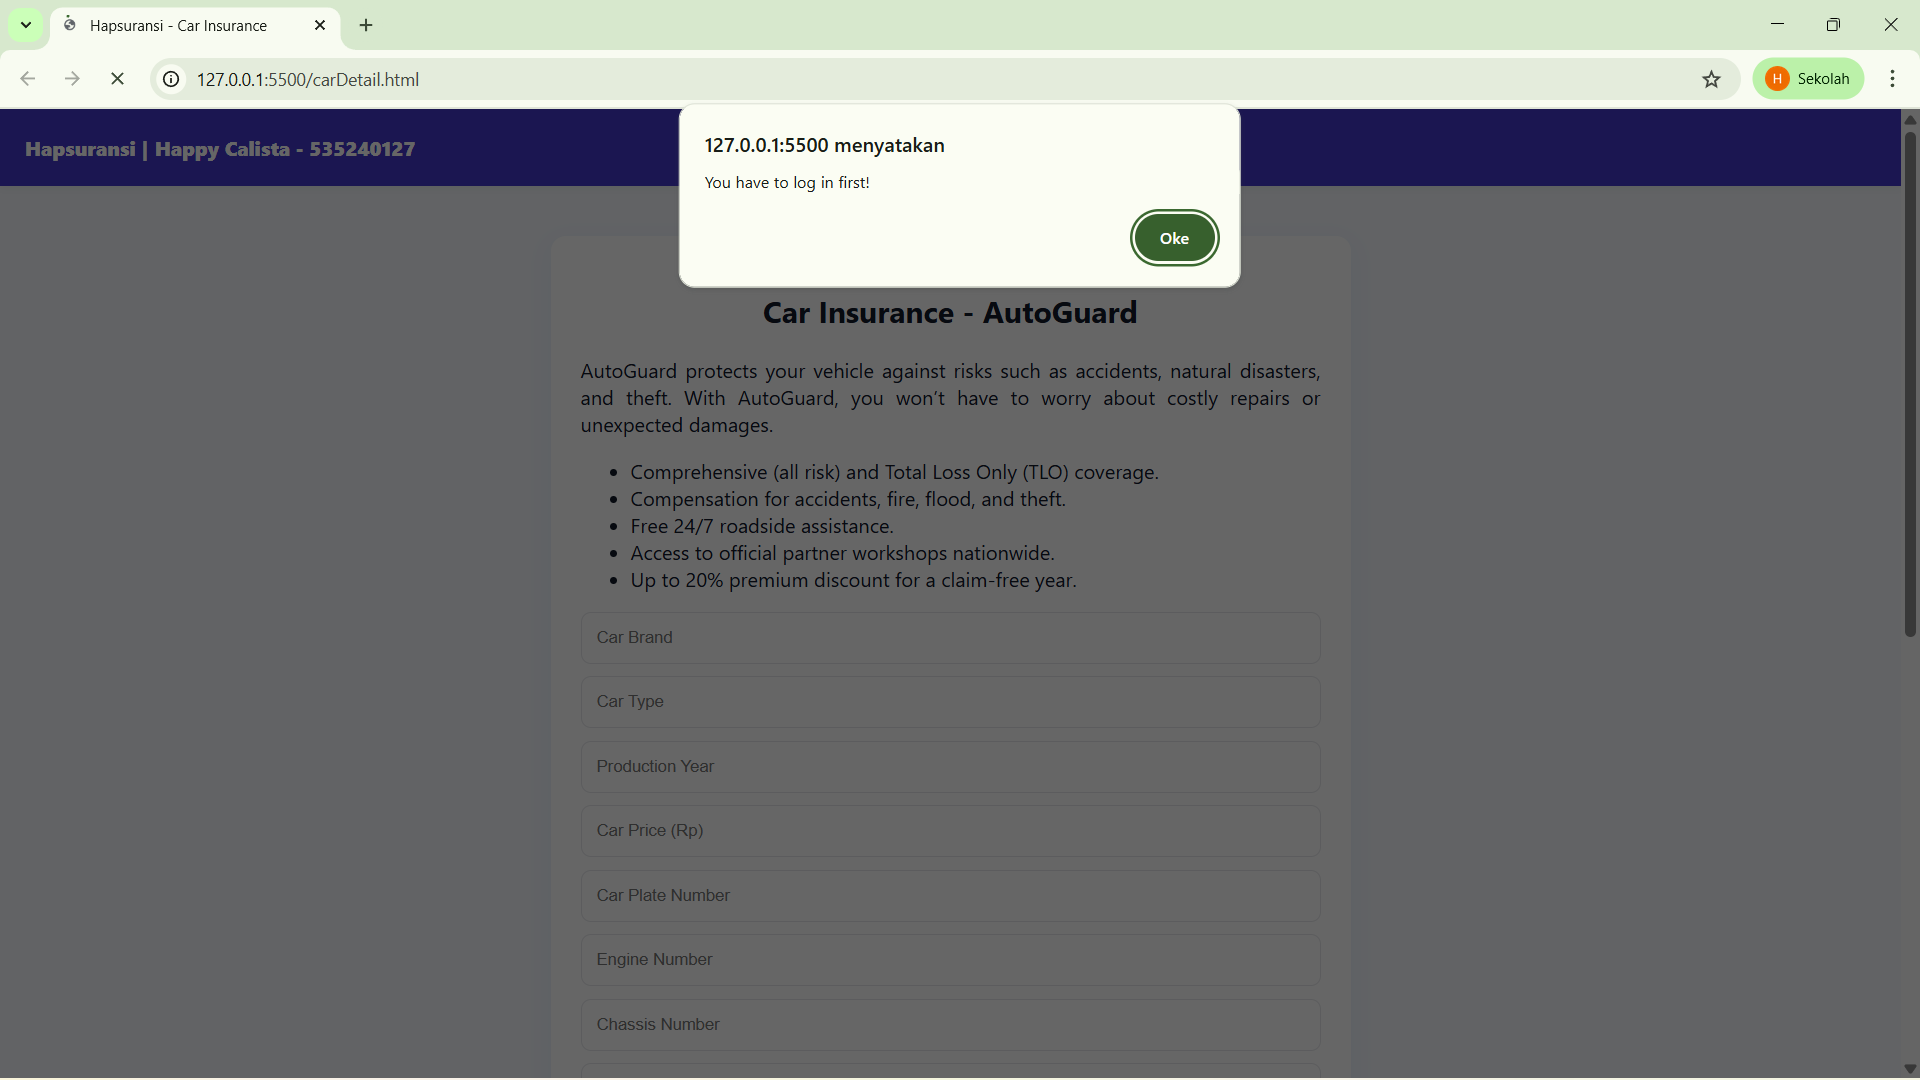 Hapsuransi - Car Insurance
127.0.0.1:5500/carDetail.html
H Sekolah
Hapsuransi | Happy Calista - 535240127
127.0.0.1:5500 menyatakan
You have to log in first!
Oke
Car Insurance - AutoGuard
AutoGuard protects your vehicle against risks such as accidents, natural disasters,
and theft. With AutoGuard, you won’t have to worry about costly repairs or
unexpected damages.
• Comprehensive (all risk) and Total Loss Only (TLO) coverage.
• Compensation for accidents, fire, flood, and theft.
• Free 24/7 roadside assistance.
• Access to official partner workshops nationwide.
• Up to 20% premium discount for a claim-free year.
Car Brand
Car Type
Production Year
Car Price (Rp)
Car Plate Number
Engine Number
Chassis Number